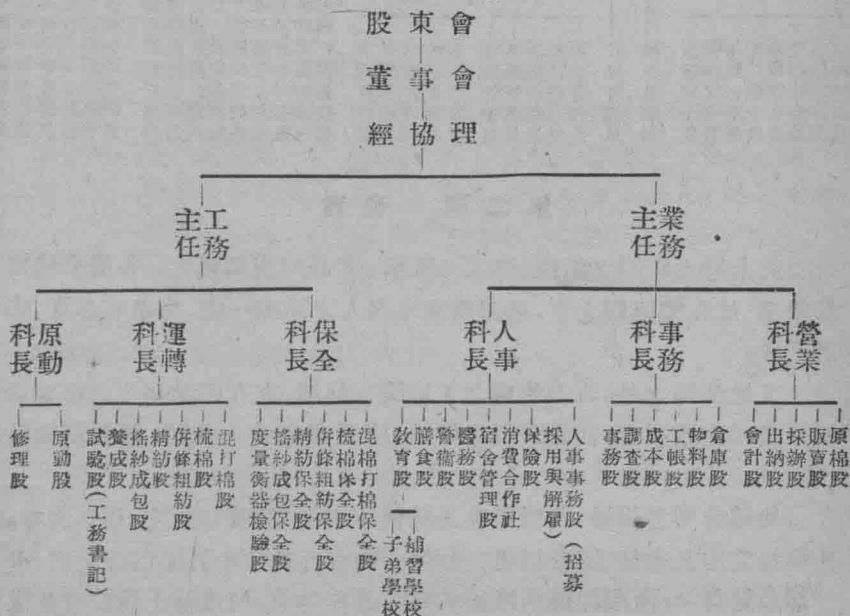 股東會
董事會
經協理
業務主任
工務主任
營業科長
事務科長
人事科長
保全科長
運轉科長
原動科長
原棉股
販賣股
採辦股
出納股
會計股
倉庫股
物料股
工帳股
成本股
調查股
事務股
人事事務股(招募
採用與解雇)
保險股
消費合作社
宿舍管理股
醫務股
警衞股
膳食股
教育股
補習學校
子弟學校
混棉打棉保全股
梳棉保全股
併條粗紡保全股
精紡保全股
搖紗成包保全股
度量衡器檢驗股
混打棉股
梳棉股
併條粗紡股
精紡股
搖紗成包股
養成股
試驗股(工務書記)
原動股
修理股